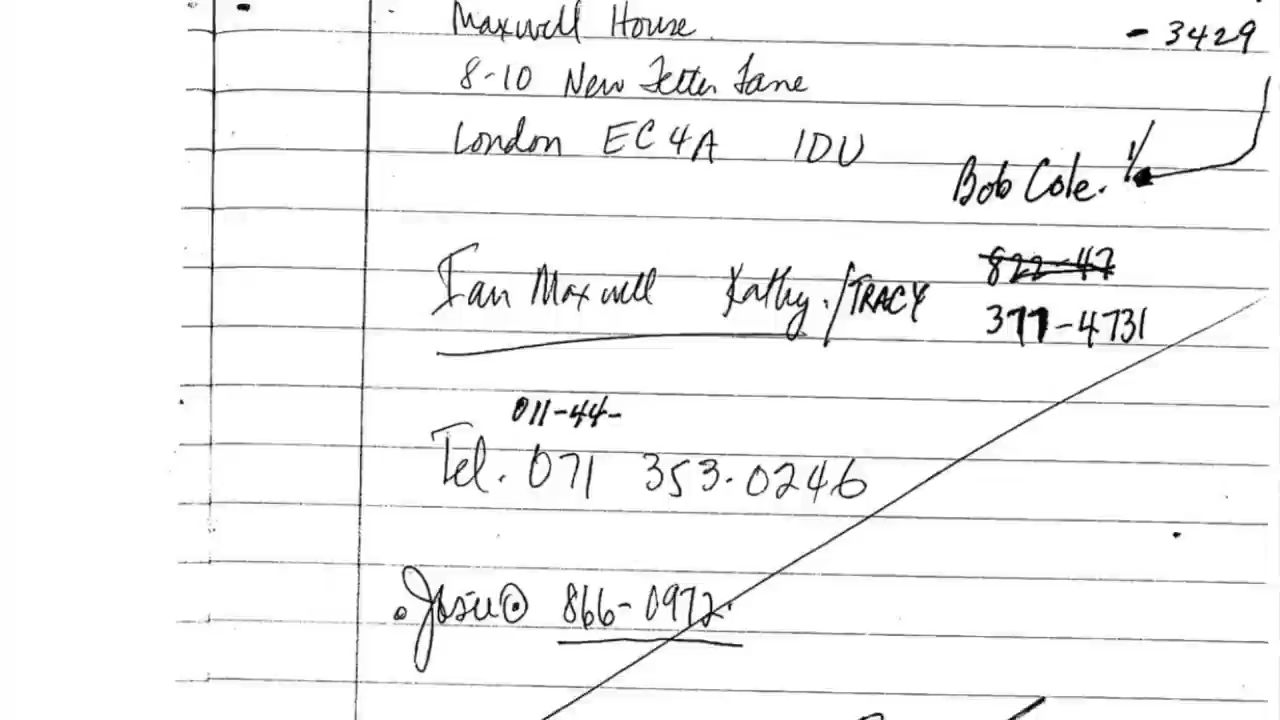 Maxwell House.
- 3429
8-10 New Fetter Lane
London EC4A 1DU
Bob Cole.
Ian Maxwell Kathy./TRACY
822-47
377-4731
011-44-
Tel. 071 353.0246
866-0972.